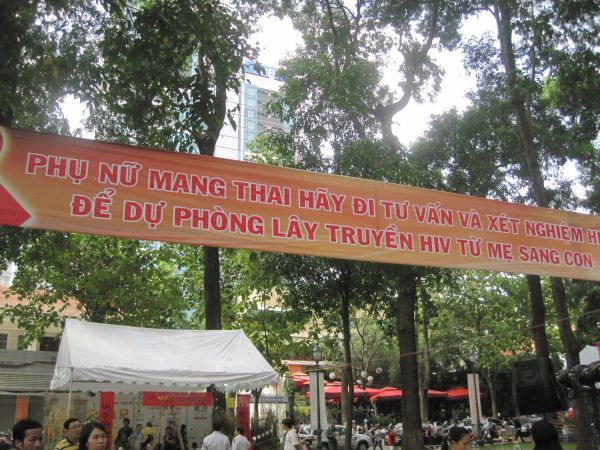 PHỤ NỮ MANG THAI HÃY ĐI TƯ VẤN VÀ XÉT NGHIỆM
ĐỂ DỰ PHÒNG LÂY TRUYỀN HIV TỪ MẸ SANG CON